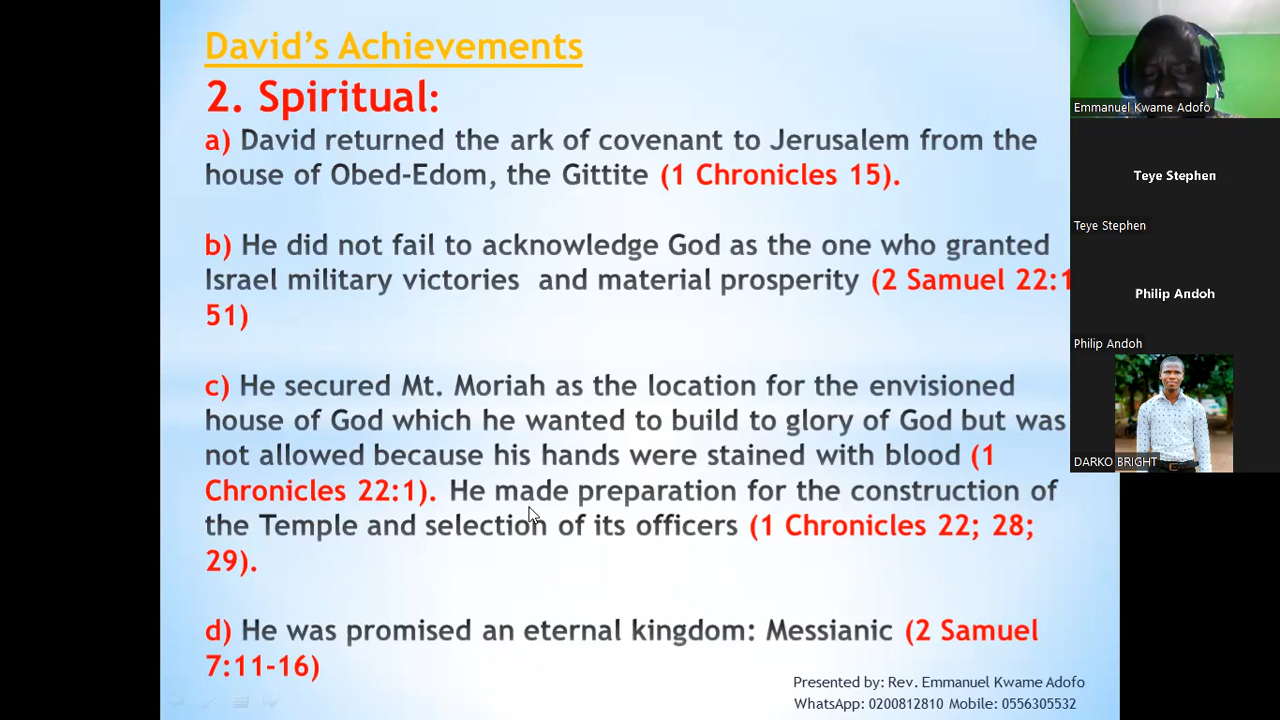 David’s Achievements
2. Spiritual:
a) David returned the ark of covenant to Jerusalem from the
house of Obed-Edom, the Gittite (1 Chronicles 15).
b) He did not fail to acknowledge God as the one who granted
Israel military victories and material prosperity (2 Samuel 22:1
51)
c) He secured Mt. Moriah as the location for the envisioned
house of God which he wanted to build to glory of God but was
not allowed because his hands were stained with blood (1
Chronicles 22:1). He made preparation for the construction of
the Temple and selection of its officers (1 Chronicles 22; 28;
29).
d) He was promised an eternal kingdom: Messianic (2 Samuel
7:11-16)
Presented by: Rev. Emmanuel Kwame Adofo
WhatsApp: 0200812810 Mobile: 0556305532
Emmanuel Kwame Adofo
Teye Stephen
Teye Stephen
Philip Andoh
Philip Andoh
DARKO BRIGHT